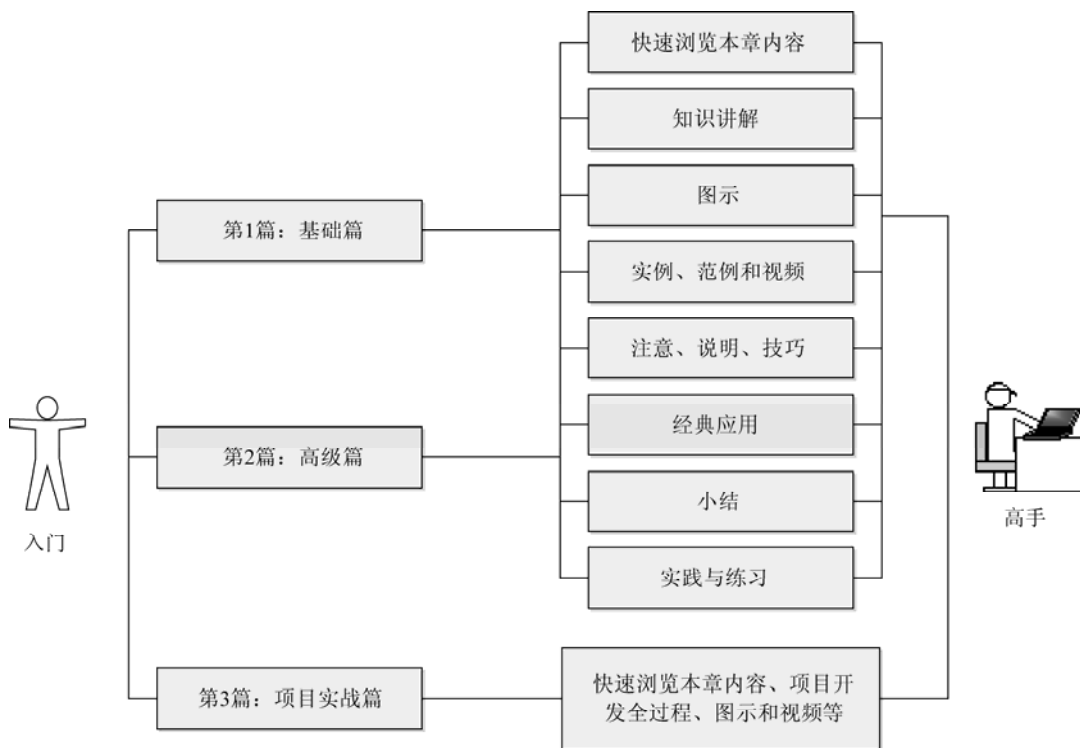 快速浏览本章内容
知识讲解
图示
第1篇：基础篇
实例、范例和视频
注意、说明、技巧
经典应用
第2篇：高级篇
小结
高手
入门
实践与练习
快速浏览本章内容、项目开
发全过程、图示和视频等
第3篇：项目实战篇